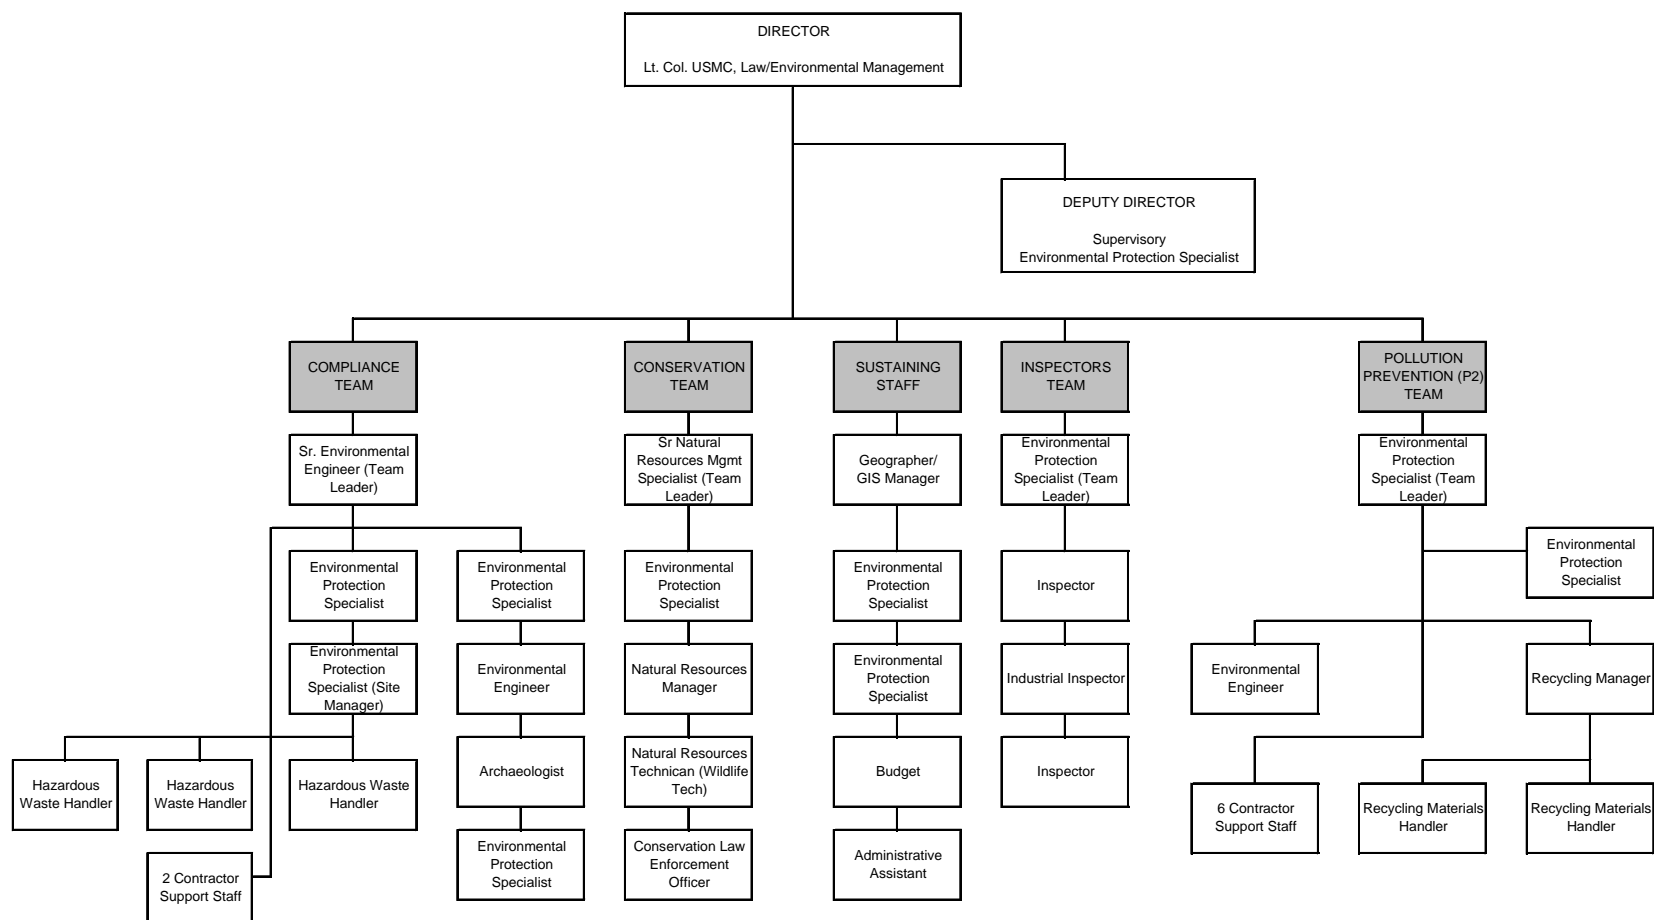 DIRECTOR
Lt. Col. USMC, Law/Environmental Management
DEPUTY DIRECTOR
Supervisory
Environmental Protection Specialist
COMPLIANCE
TEAM
CONSERVATION
TEAM
SUSTAINING
STAFF
INSPECTORS
TEAM
POLLUTION
PREVENTION (P2)
TEAM
Sr. Environmental
Engineer (Team
Leader)
Sr Natural
Resources Mgmt
Specialist (Team
Leader)
Geographer/
GIS Manager
Environmental
Protection
Specialist (Team
Leader)
Environmental
Protection
Specialist (Team
Leader)
Environmental
Protection
Specialist
Environmental
Protection
Specialist
Environmental
Protection
Specialist
Environmental
Protection
Specialist
Inspector
Environmental
Protection
Specialist
Environmental
Protection
Specialist (Site
Manager)
Environmental
Engineer
Natural Resources
Manager
Environmental
Protection
Specialist
Industrial Inspector
Environmental
Engineer
Recycling Manager
Hazardous
Waste Handler
Hazardous
Waste Handler
Hazardous Waste
Handler
Archaeologist
Natural Resources
Technican (Wildlife
Tech)
Budget
Inspector
6 Contractor
Support Staff
Recycling Materials
Handler
Recycling Materials
Handler
2 Contractor
Support Staff
Environmental
Protection
Specialist
Conservation Law
Enforcement
Officer
Administrative
Assistant